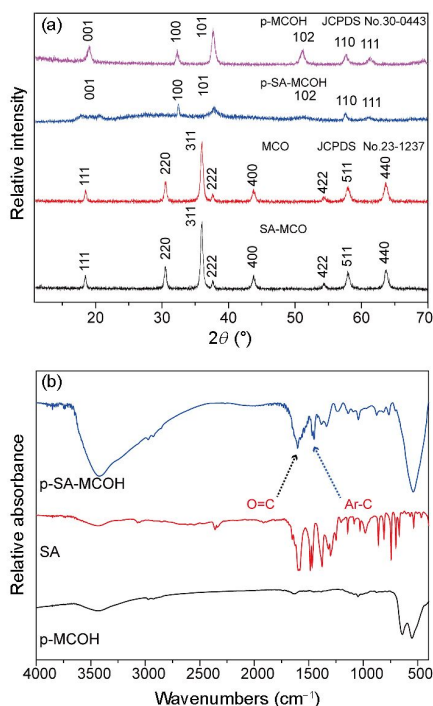 (a)
p-MCOH JCPDS No.30-0443
001
100
101
102
110
111
p-SA-MCOH
001
100
101
102
110
111
MCO JCPDS No.23-1237
111
220
311
222
400
422
511
440
SA-MCO
111
220
311
222
400
422
511
440
Relative intensity
20 30 40 50 60 70
2θ (°)
(b)
p-SA-MCOH
O=C
Ar-C
SA
p-MCOH
Relative absorbance
4000 3500 3000 2500 2000 1500 1000 500
Wavenumbers (cm⁻¹)